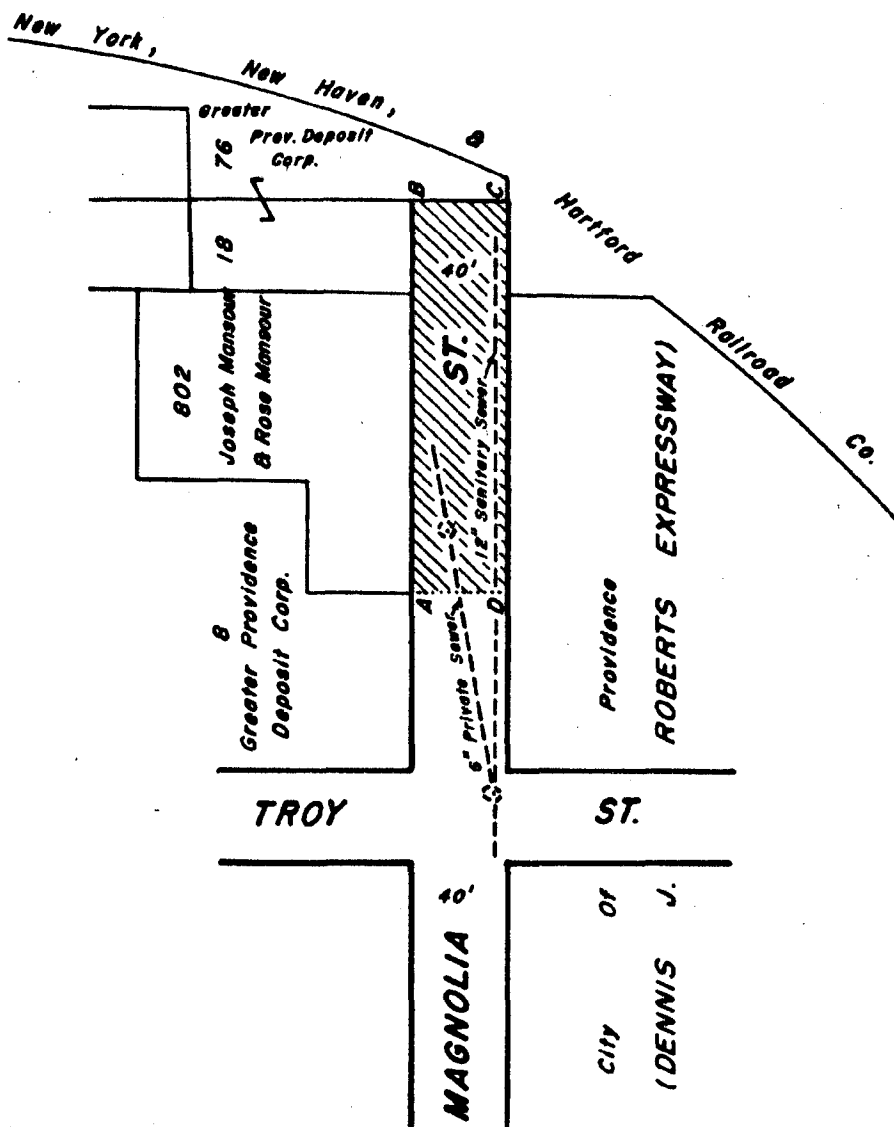 New York, New Haven, & Hartford Railroad Co.
Greater
Prov. Deposit
Corp.
76
18
B
C
40'
ST.
12" Sanitary Sewer
802
Joseph Mansour
& Rose Mansour
8
Greater Providence
Deposit Corp.
A
D
6" Private Sewer
TROY ST.
40'
MAGNOLIA
City Of Providence
(DENNIS J. ROBERTS EXPRESSWAY)